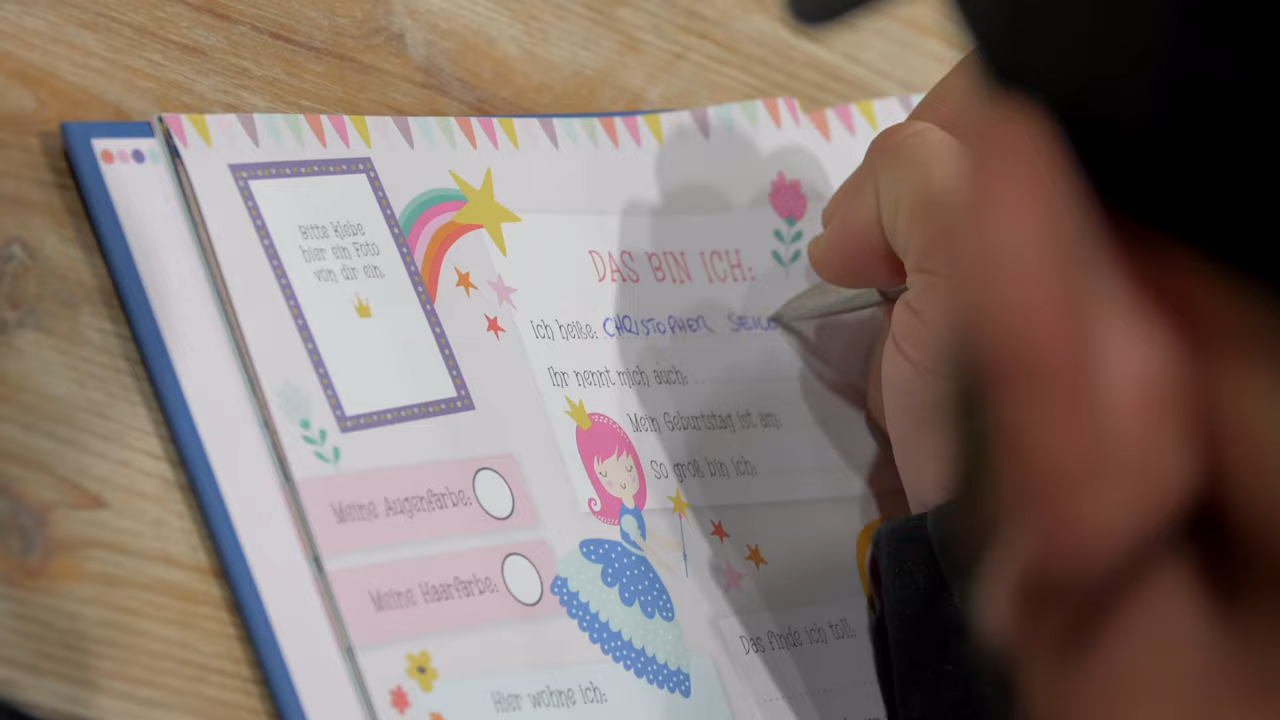 Bitte klebe
hier ein Foto
von dir ein.
DAS BIN ICH:
Ich heiße: CHRISTOPHER
Ihr nennt mich auch:
Mein Geburtstag ist am:
So groß bin ich:
Meine Augenfarbe:
Meine Haarfarbe:
Das finde ich toll:
Hier wohne ich: